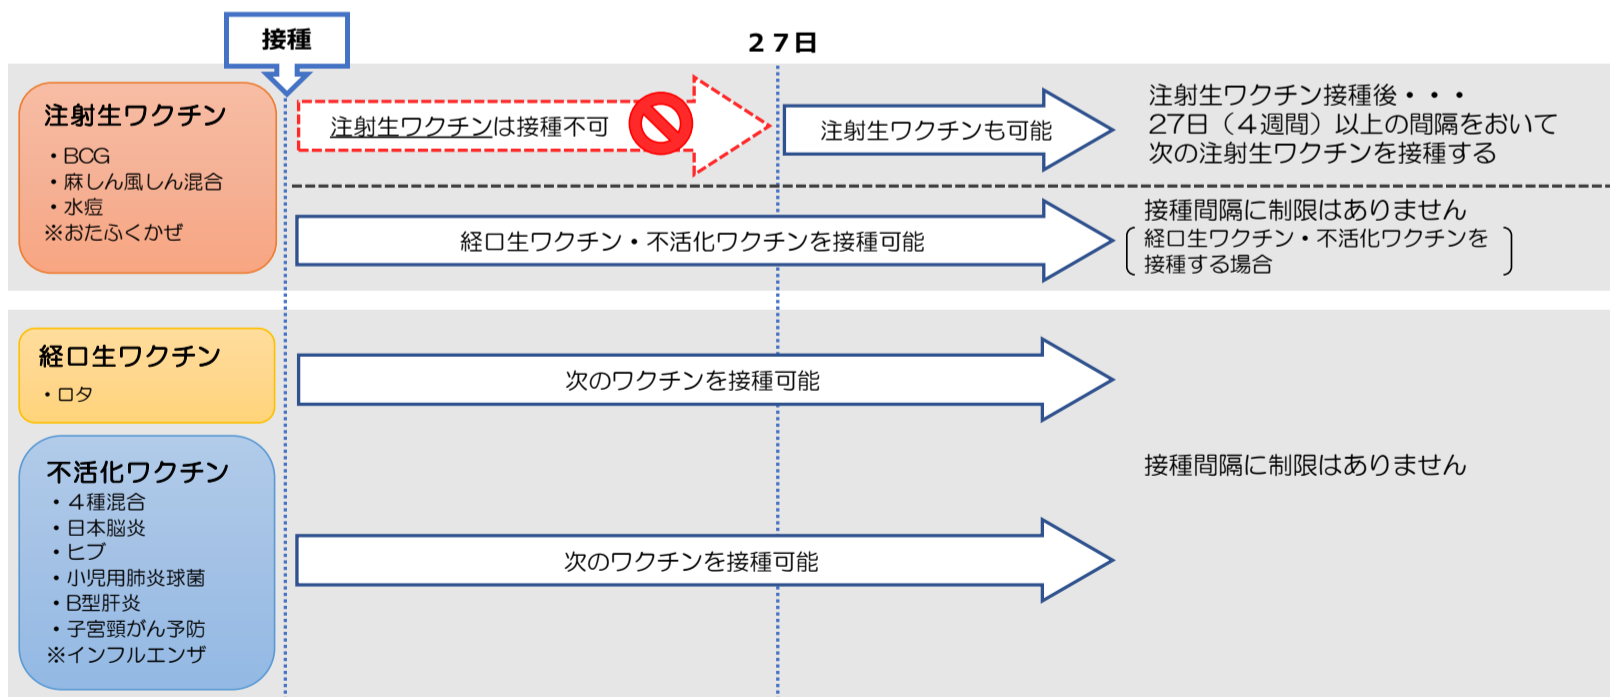 接種
２７日
注射生ワクチン
・BCG
・麻しん風しん混合
・水痘
※おたふくかぜ
注射生ワクチンは接種不可
注射生ワクチンも可能
注射生ワクチン接種後・・・
27日（４週間）以上の間隔をおいて
次の注射生ワクチンを接種する
経口生ワクチン・不活化ワクチンを接種可能
接種間隔に制限はありません
経口生ワクチン・不活化ワクチンを
接種する場合
経口生ワクチン
・ロタ
次のワクチンを接種可能
不活化ワクチン
・４種混合
・日本脳炎
・ヒブ
・小児用肺炎球菌
・B型肝炎
・子宮頸がん予防
※インフルエンザ
次のワクチンを接種可能
接種間隔に制限はありません